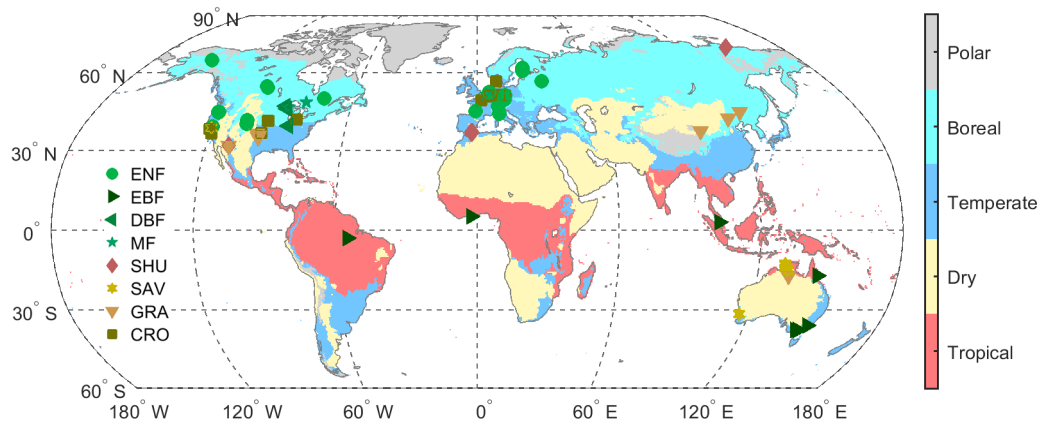 90° N
60° N
30° N
0°
30° S
60° S
180° W
120° W
60° W
0°
60° E
120° E
180° E
ENF
EBF
DBF
MF
SHU
SAV
GRA
CRO
Polar
Boreal
Temperate
Dry
Tropical